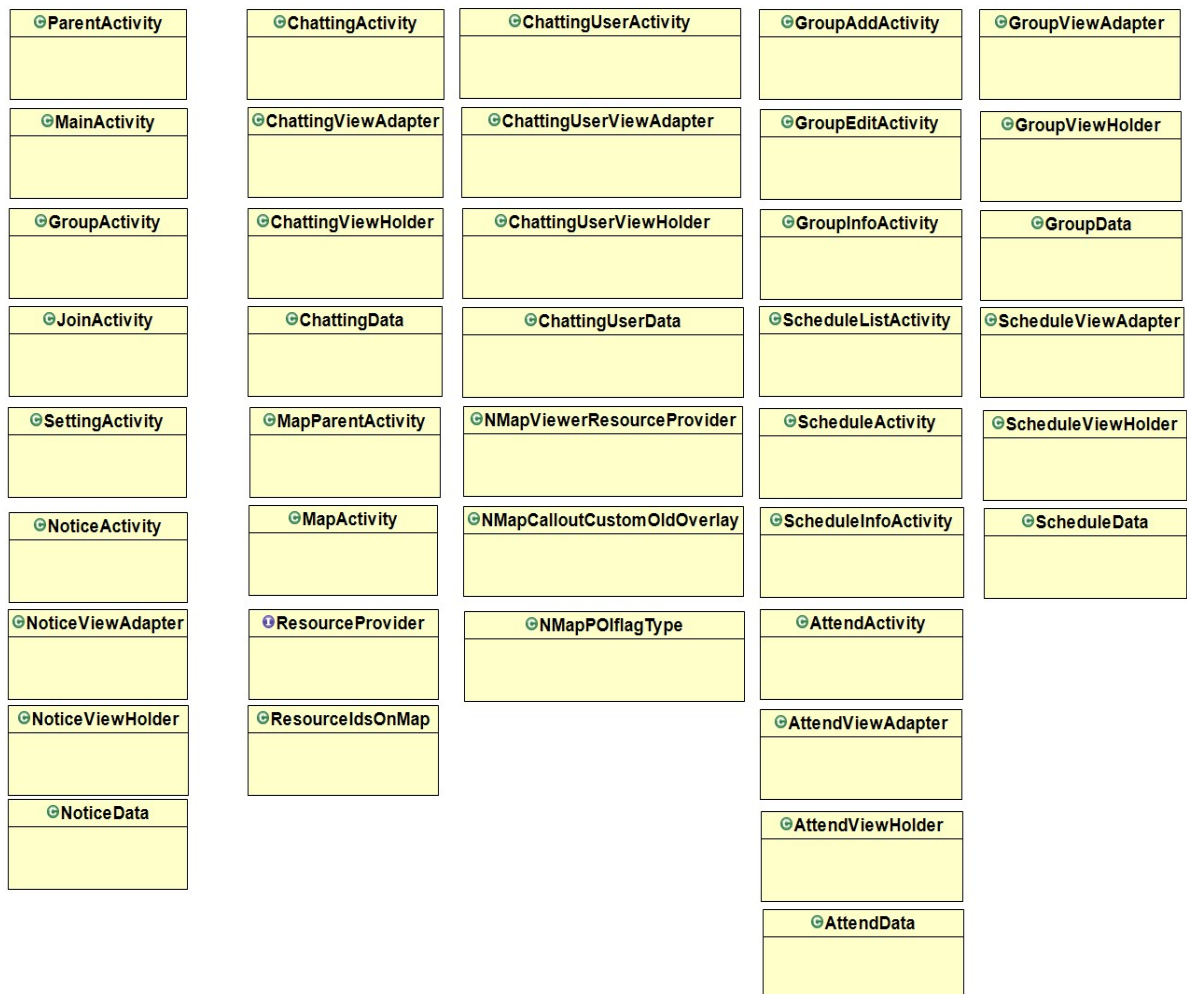 ParentActivity
MainActivity
GroupActivity
JoinActivity
SettingActivity
NoticeActivity
NoticeViewAdapter
NoticeViewHolder
NoticeData
ChattingActivity
ChattingViewAdapter
ChattingViewHolder
ChattingData
MapParentActivity
MapActivity
ResourceProvider
ResourceIdsOnMap
ChattingUserActivity
ChattingUserViewAdapter
ChattingUserViewHolder
ChattingUserData
NMapViewerResourceProvider
NMapCalloutCustomOldOverlay
NMapPOIflagType
GroupAddActivity
GroupEditActivity
GroupInfoActivity
ScheduleListActivity
ScheduleActivity
ScheduleInfoActivity
AttendActivity
AttendViewAdapter
AttendViewHolder
AttendData
GroupViewAdapter
GroupViewHolder
GroupData
ScheduleViewAdapter
ScheduleViewHolder
ScheduleData